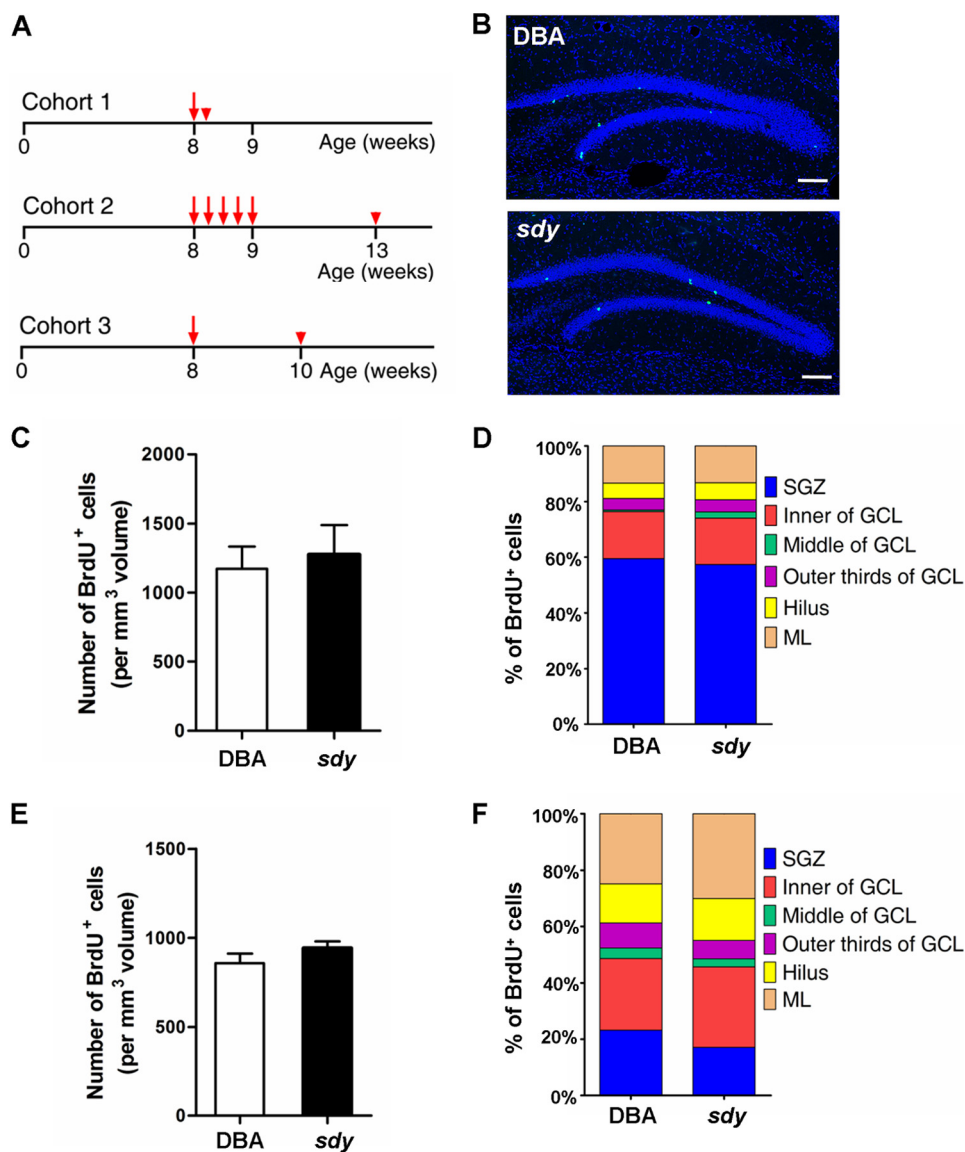 A
Cohort 1
0
8
9
Age (weeks)
Cohort 2
0
8
9
13
Age (weeks)
Cohort 3
0
8
10
Age (weeks)
B
DBA
sdy
C
Number of BrdU⁺ cells
(per mm³ volume)
2000
1500
1000
500
0
DBA
sdy
D
% of BrdU⁺ cells
100%
80%
60%
40%
20%
0%
DBA
sdy
SGZ
Inner of GCL
Middle of GCL
Outer thirds of GCL
Hilus
ML
E
Number of BrdU⁺ cells
(per mm³ volume)
1500
1000
500
0
DBA
sdy
F
% of BrdU⁺ cells
100%
80%
60%
40%
20%
0%
DBA
sdy
SGZ
Inner of GCL
Middle of GCL
Outer thirds of GCL
Hilus
ML